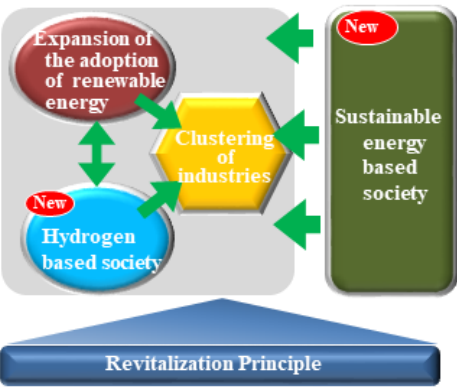 Expansion of
the adoption
of renewable
energy
New
Sustainable
energy
based
society
Clustering
of
industries
New
Hydrogen
based society
Revitalization Principle